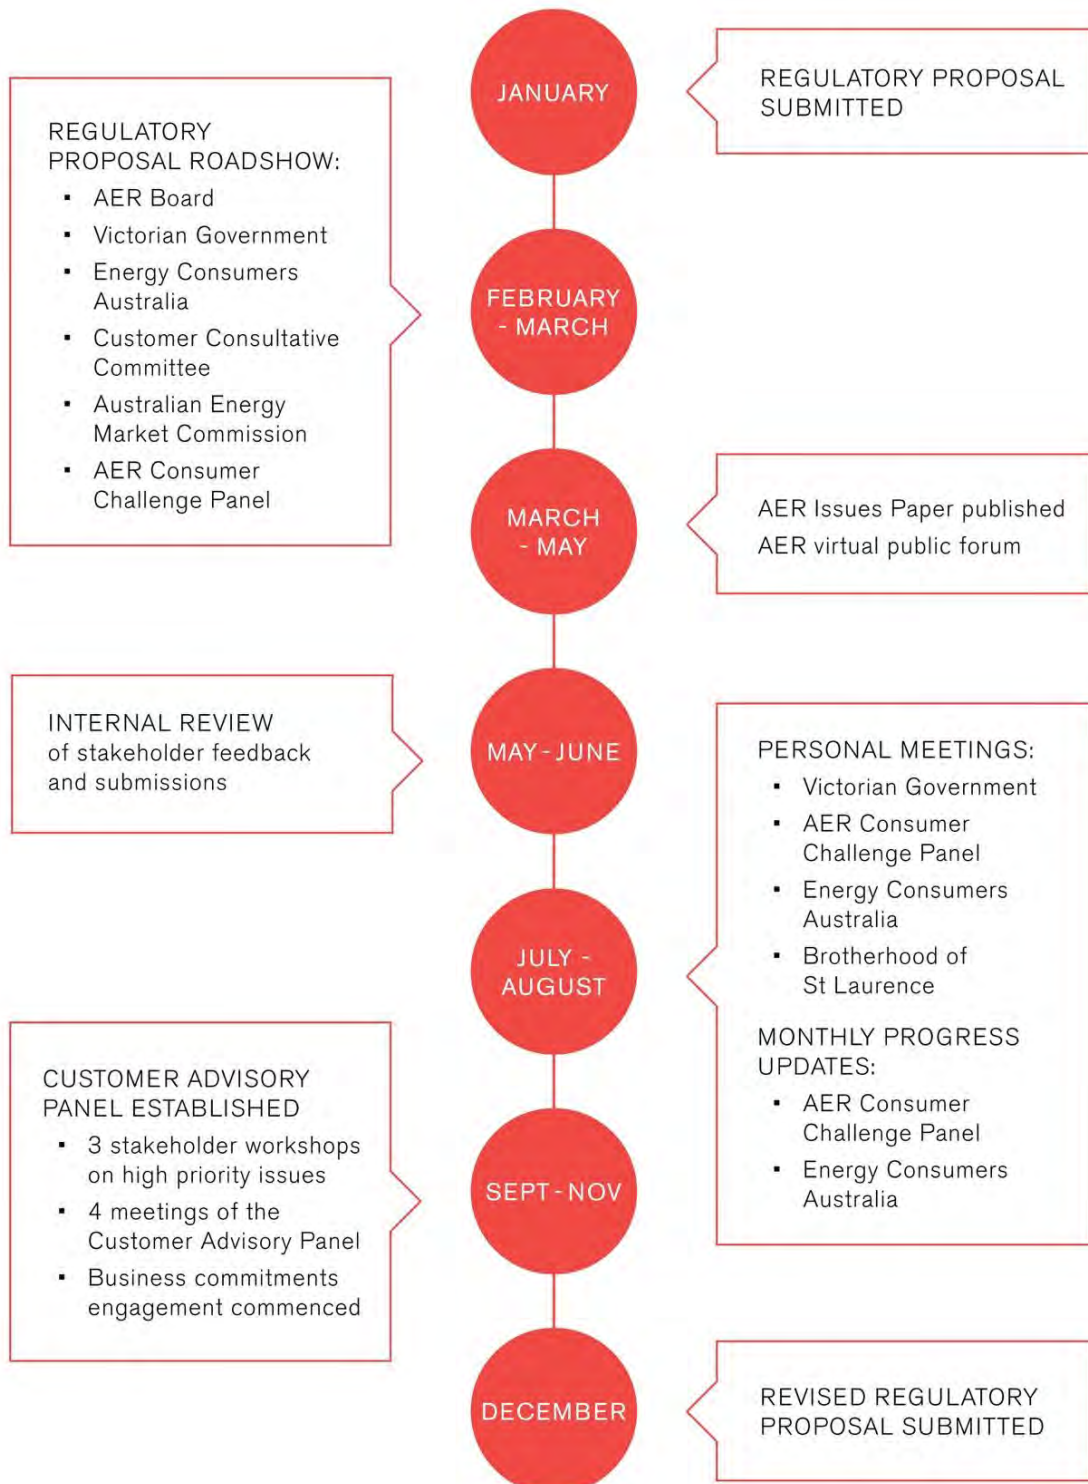 JANUARY
REGULATORY PROPOSAL
SUBMITTED
REGULATORY
PROPOSAL ROADSHOW:
▪ AER Board
▪ Victorian Government
▪ Energy Consumers
Australia
▪ Customer Consultative
Committee
▪ Australian Energy
Market Commission
▪ AER Consumer
Challenge Panel
FEBRUARY
- MARCH
MARCH
- MAY
AER Issues Paper published
AER virtual public forum
INTERNAL REVIEW
of stakeholder feedback
and submissions
MAY - JUNE
JULY -
AUGUST
PERSONAL MEETINGS:
▪ Victorian Government
▪ AER Consumer
Challenge Panel
▪ Energy Consumers
Australia
▪ Brotherhood of
St Laurence
MONTHLY PROGRESS
UPDATES:
▪ AER Consumer
Challenge Panel
▪ Energy Consumers
Australia
CUSTOMER ADVISORY
PANEL ESTABLISHED
▪ 3 stakeholder workshops
on high priority issues
▪ 4 meetings of the
Customer Advisory Panel
▪ Business commitments
engagement commenced
SEPT - NOV
DECEMBER
REVISED REGULATORY
PROPOSAL SUBMITTED